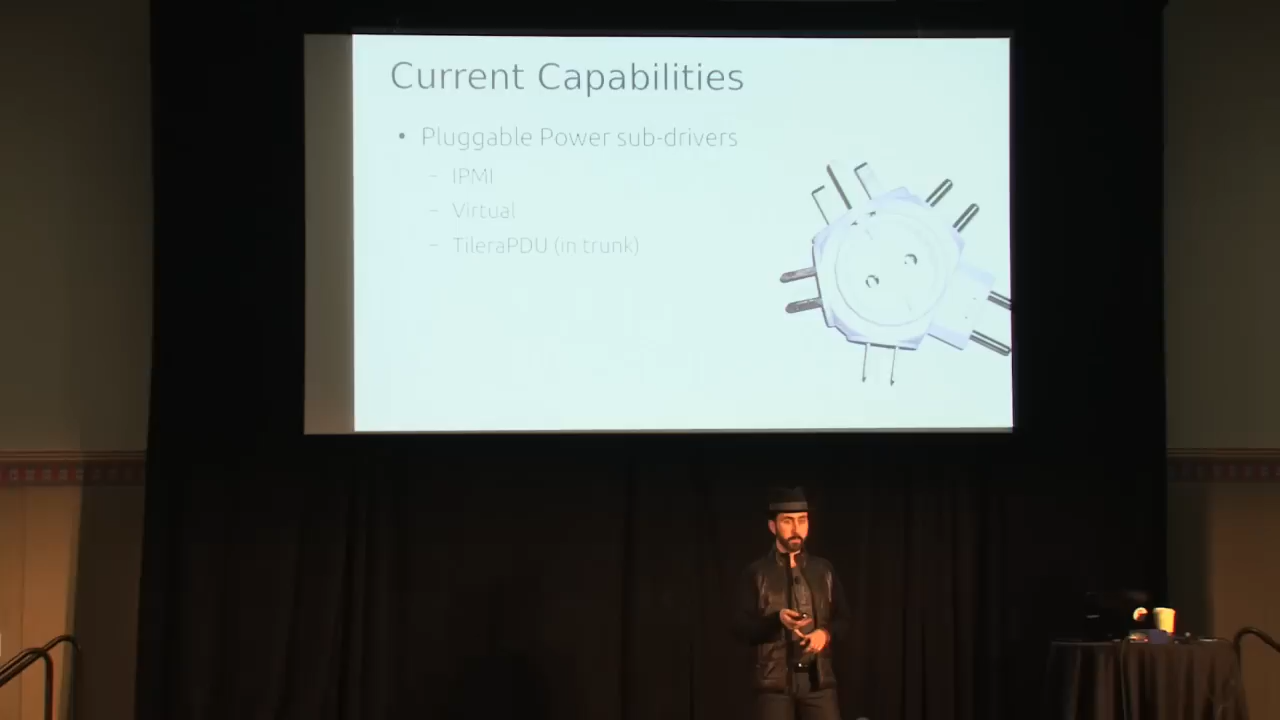 Current Capabilities
• Pluggable Power sub-drivers
– IPMI
– Virtual
– TileraPDU (in trunk)